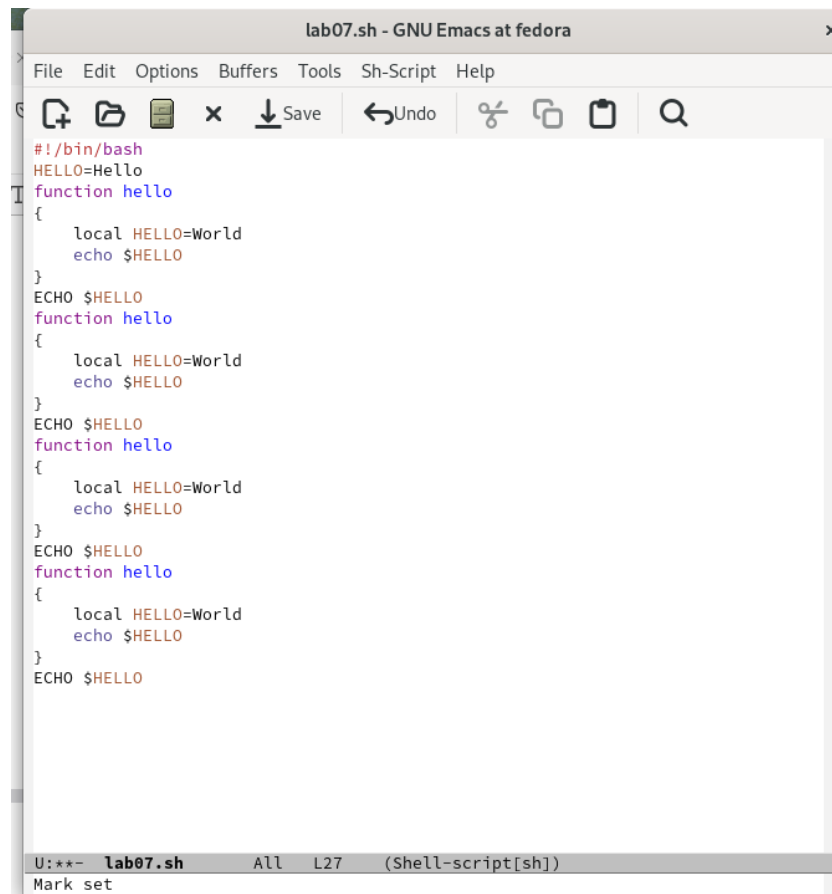 lab07.sh - GNU Emacs at fedora
File Edit Options Buffers Tools Sh-Script Help
Save Undo
#!/bin/bash
HELLO=Hello
function hello
{
    local HELLO=World
    echo $HELLO
}
ECHO $HELLO
function hello
{
    local HELLO=World
    echo $HELLO
}
ECHO $HELLO
function hello
{
    local HELLO=World
    echo $HELLO
}
ECHO $HELLO
function hello
{
    local HELLO=World
    echo $HELLO
}
ECHO $HELLO
U:**- lab07.sh All L27 (Shell-script[sh])
Mark set